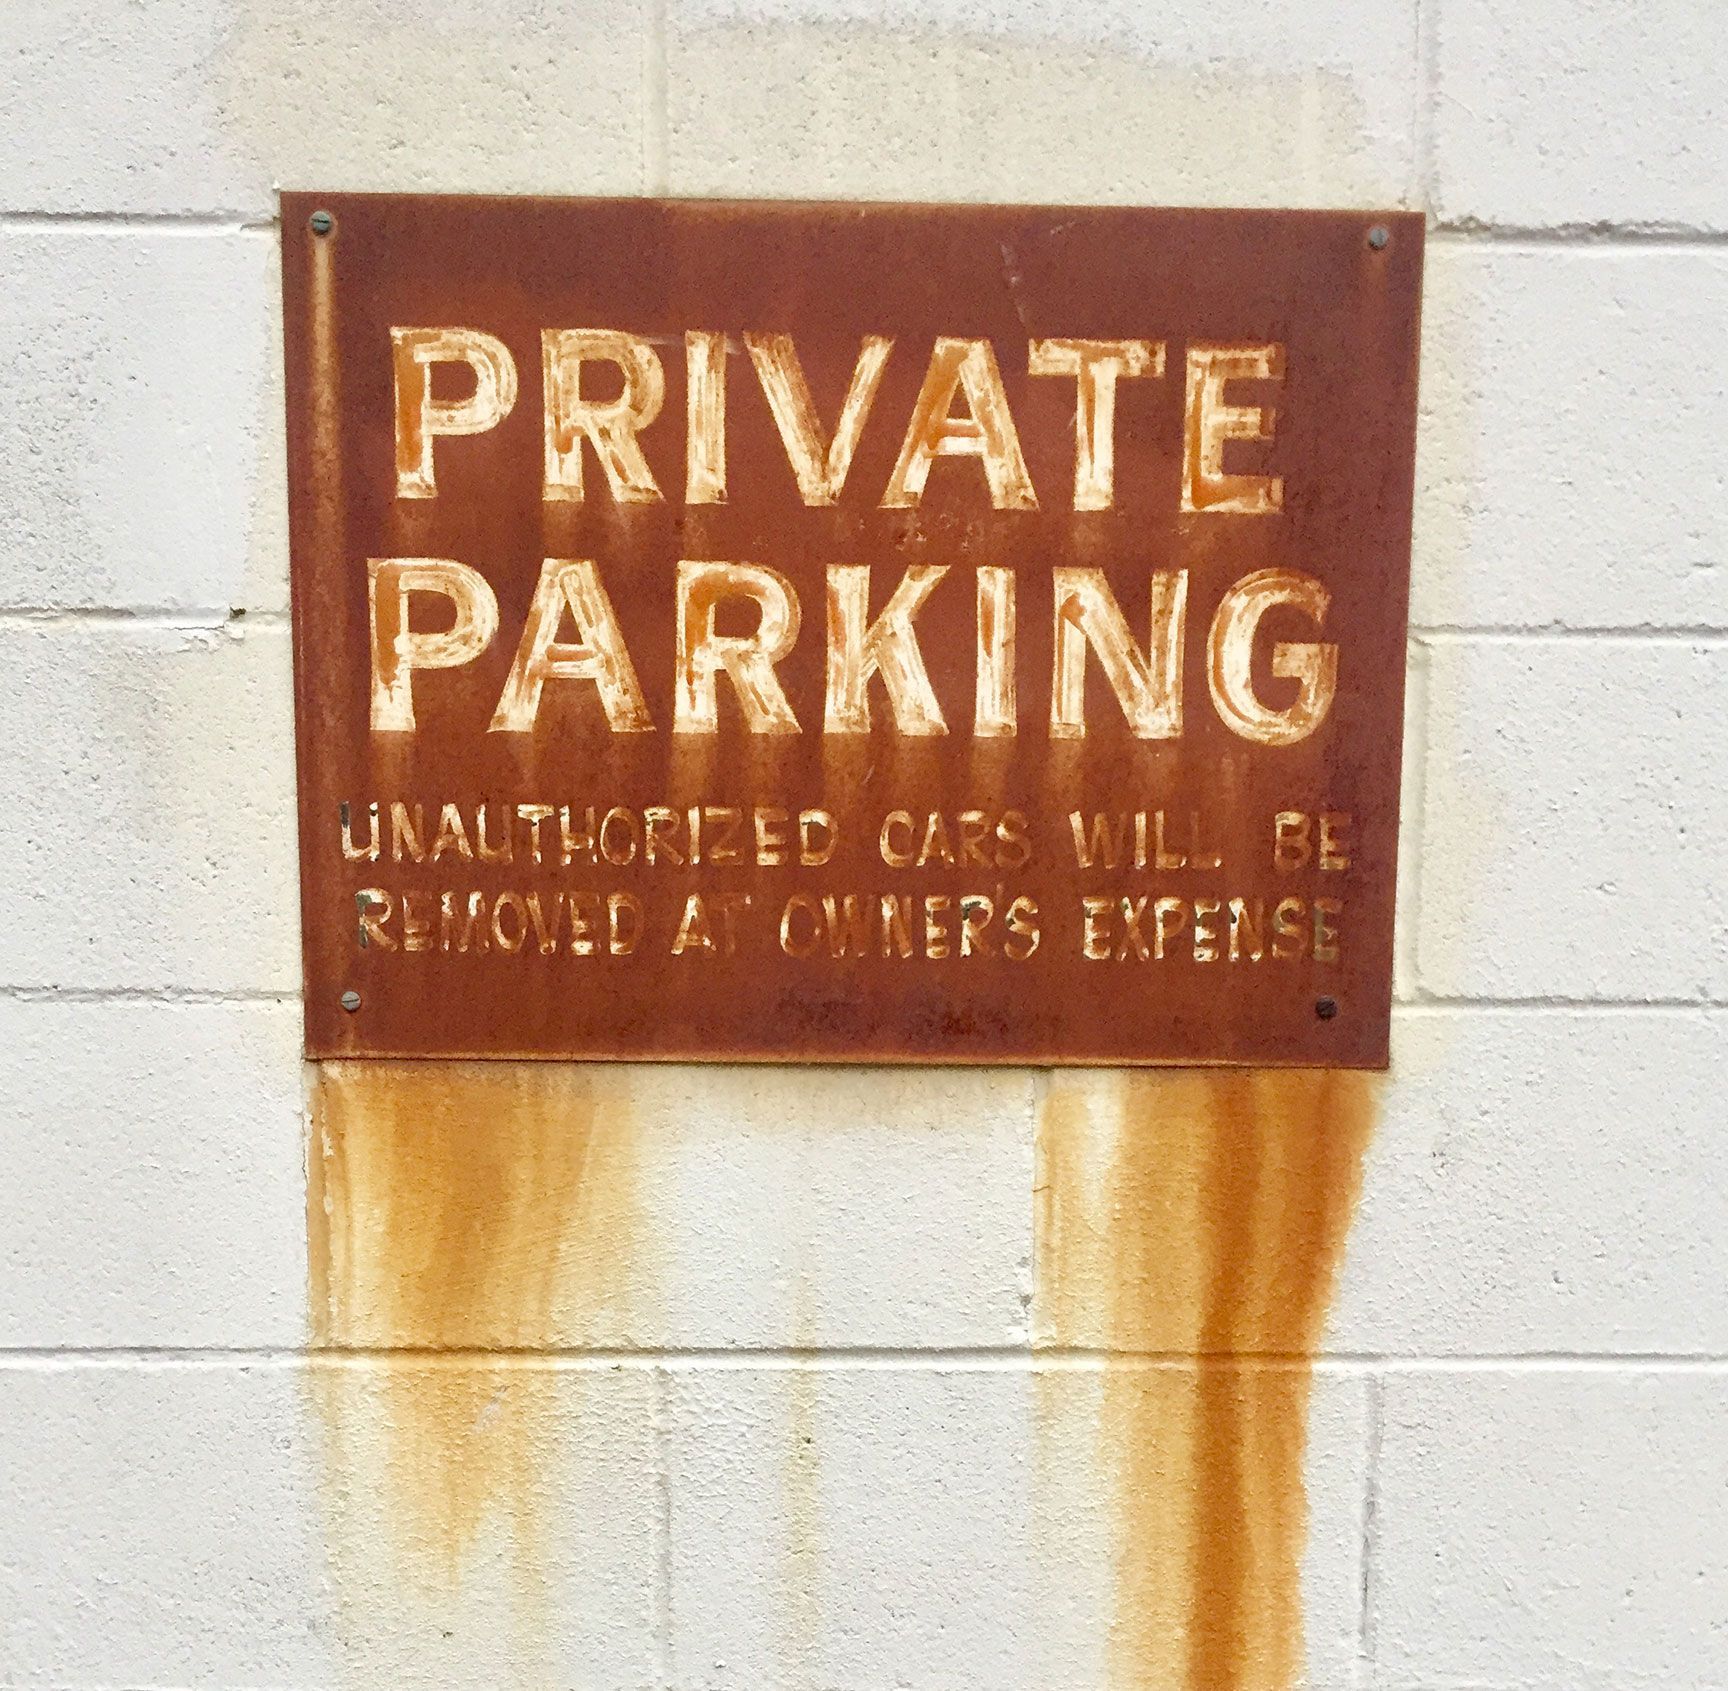 PRIVATE
PARKING
UNAUTHORIZED CARS WILL BE
REMOVED AT OWNER'S EXPENSE